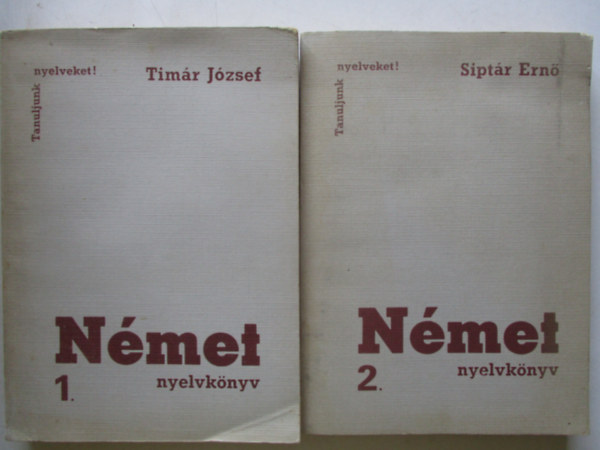 Tanuljunk
nyelveket!
Timár József
Német
nyelvkönyv
1.
Tanuljunk
nyelveket!
Siptár Ernő
Német
nyelvkönyv
2.